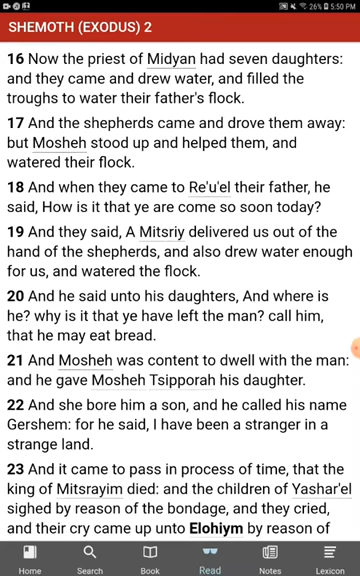 26% 5:50 PM
SHEMOTH (EXODUS) 2
16 Now the priest of Midyan had seven daughters:
and they came and drew water, and filled the
troughs to water their father's flock.
17 And the shepherds came and drove them away:
but Mosheh stood up and helped them, and
watered their flock.
18 And when they came to Re'u'el their father, he
said, How is it that ye are come so soon today?
19 And they said, A Mitsriy delivered us out of the
hand of the shepherds, and also drew water enough
for us, and watered the flock.
20 And he said unto his daughters, And where is
he? why is it that ye have left the man? call him,
that he may eat bread.
21 And Mosheh was content to dwell with the man:
and he gave Mosheh Tsipporah his daughter.
22 And she bore him a son, and he called his name
Gershem: for he said, I have been a stranger in a
strange land.
23 And it came to pass in process of time, that the
king of Mitsrayim died: and the children of Yashar'el
sighed by reason of the bondage, and they cried,
and their cry came up unto Elohiym by reason of
Home Search Book Read Notes Lexicon